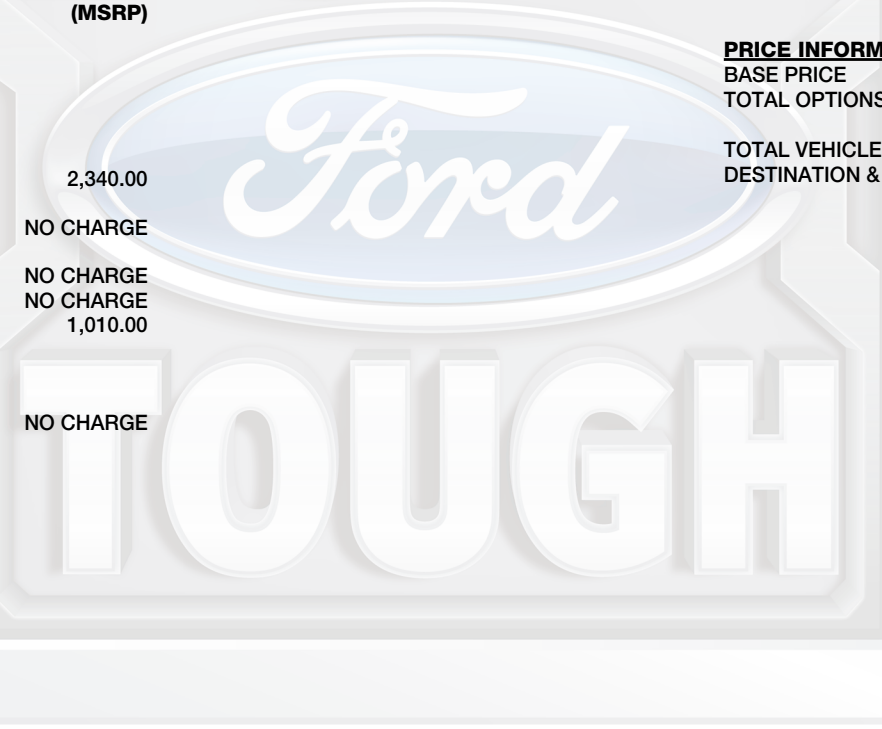 (MSRP)
2,340.00
NO CHARGE
NO CHARGE
NO CHARGE
1,010.00
NO CHARGE
PRICE INFORM
BASE PRICE
TOTAL OPTIONS
TOTAL VEHICLE
DESTINATION &
Ford
TOUGH